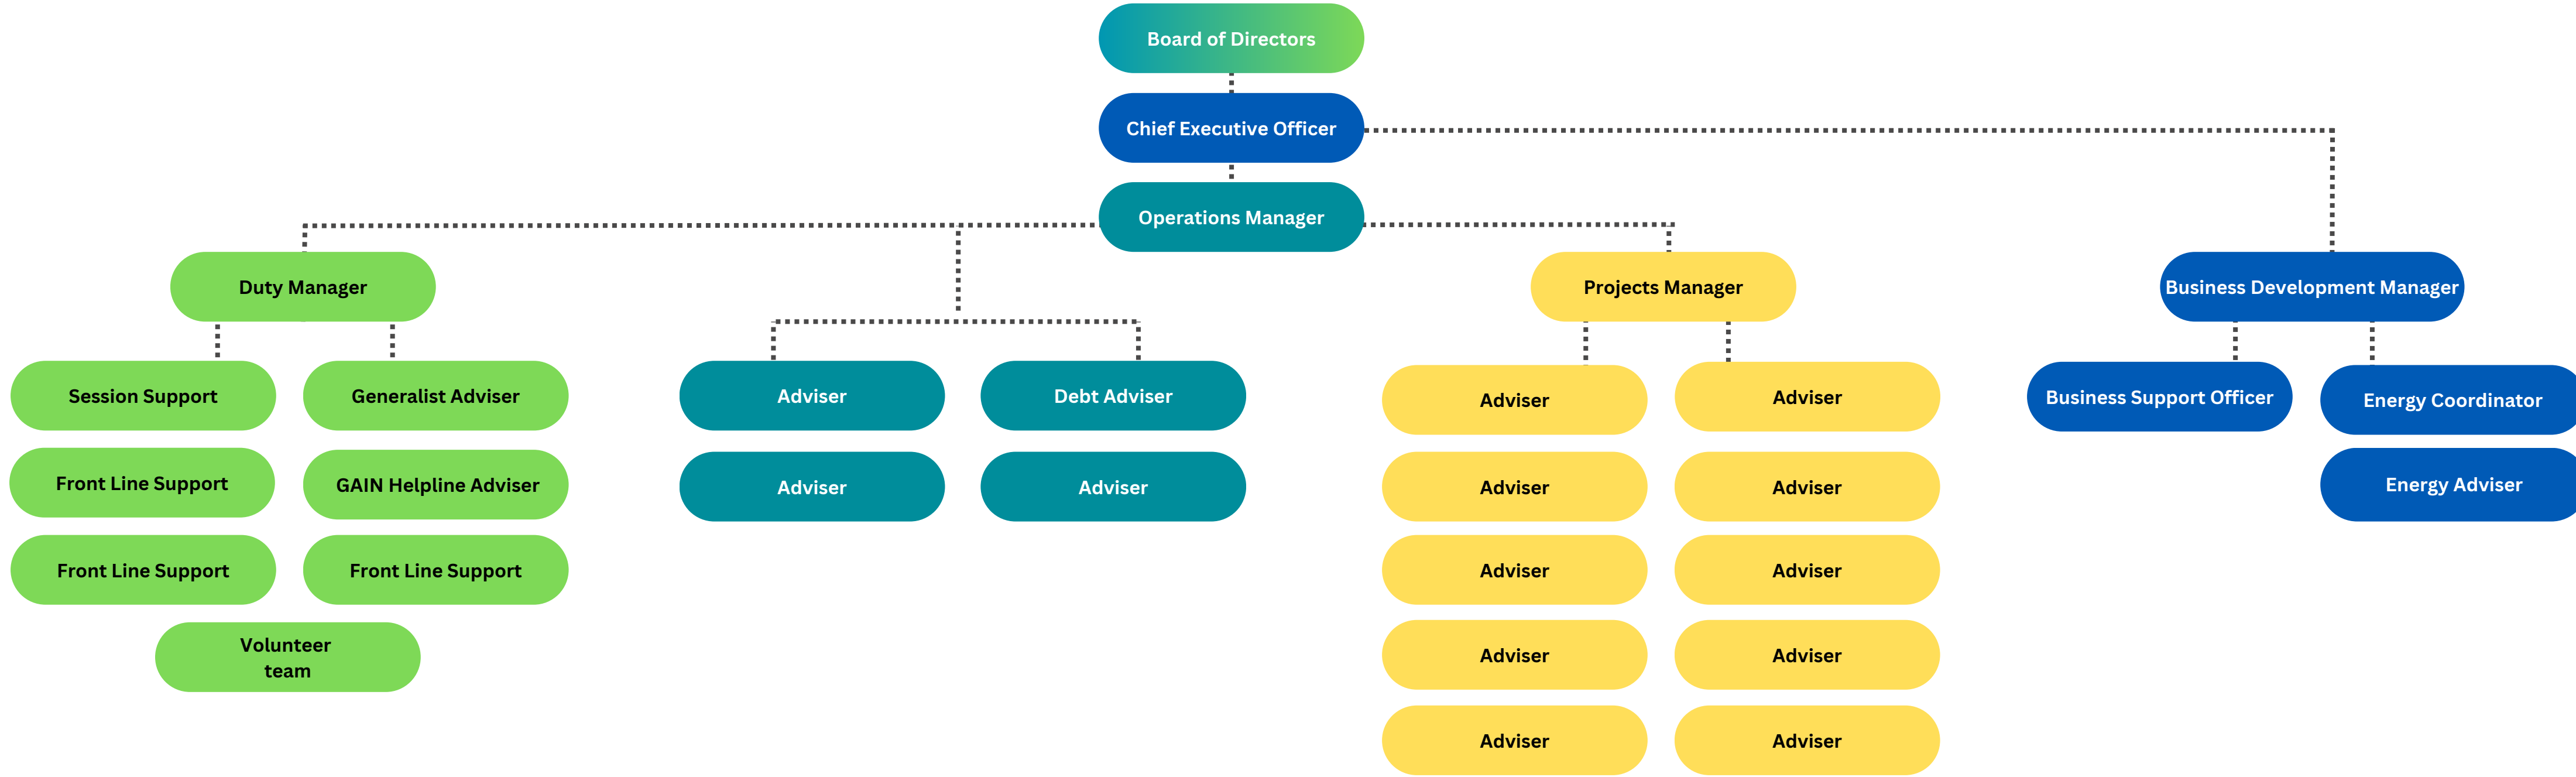 Board of Directors
Chief Executive Officer
Operations Manager
Duty Manager
Projects Manager
Business Development Manager
Session Support
Generalist Adviser
Adviser
Debt Adviser
Adviser
Adviser
Business Support Officer
Energy Coordinator
Front Line Support
GAIN Helpline Adviser
Adviser
Adviser
Adviser
Adviser
Energy Adviser
Front Line Support
Front Line Support
Adviser
Adviser
Volunteer
team
Adviser
Adviser
Adviser
Adviser